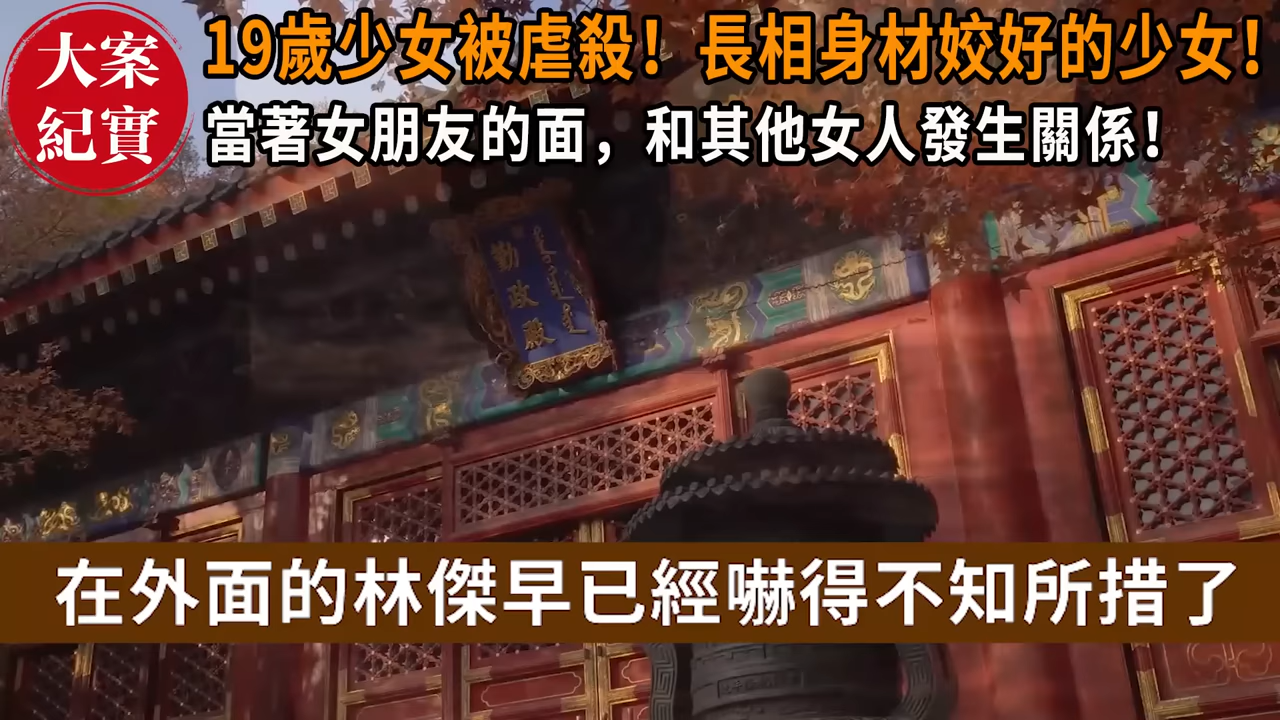 大案
紀實
19歲少女被虐殺！長相身材姣好的少女！
當著女朋友的面，和其他女人發生關係！
勤政殿
在外面的林傑早已經嚇得不知所措了